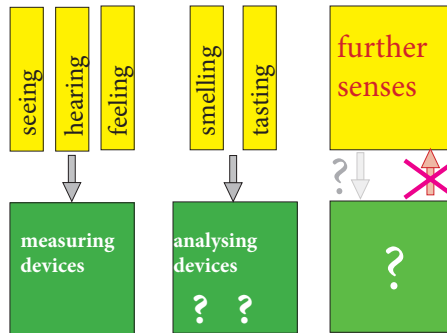 seeing
hearing
feeling
smelling
tasting
further
senses
?
measuring
devices
analysing
devices
? ?
?